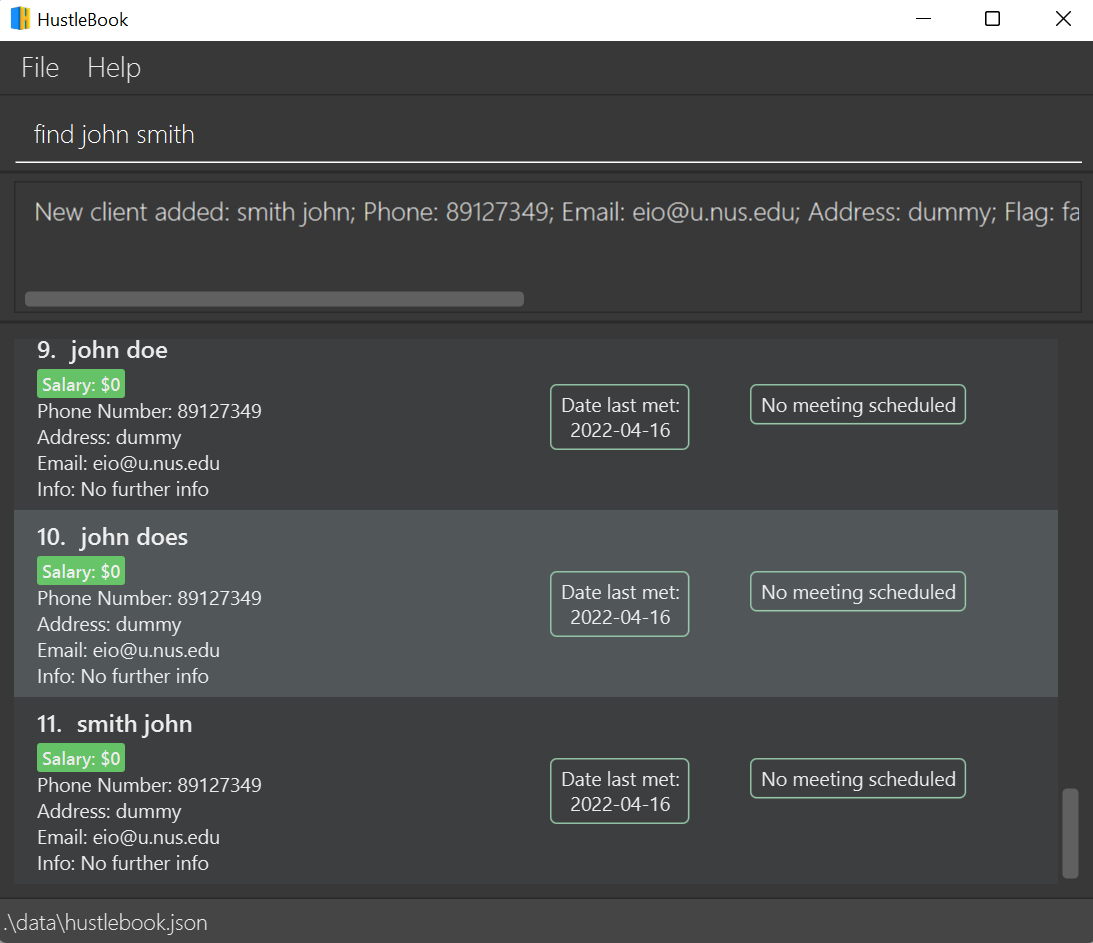 HustleBook
File Help
find john smith
New client added: smith john; Phone: 89127349; Email: eio@u.nus.edu; Address: dummy; Flag: fa
9. john doe
Salary: $0
Phone Number: 89127349
Address: dummy
Email: eio@u.nus.edu
Info: No further info
Date last met:
2022-04-16
No meeting scheduled
10. john does
Salary: $0
Phone Number: 89127349
Address: dummy
Email: eio@u.nus.edu
Info: No further info
Date last met:
2022-04-16
No meeting scheduled
11. smith john
Salary: $0
Phone Number: 89127349
Address: dummy
Email: eio@u.nus.edu
Info: No further info
Date last met:
2022-04-16
No meeting scheduled
.\data\hustlebook.json